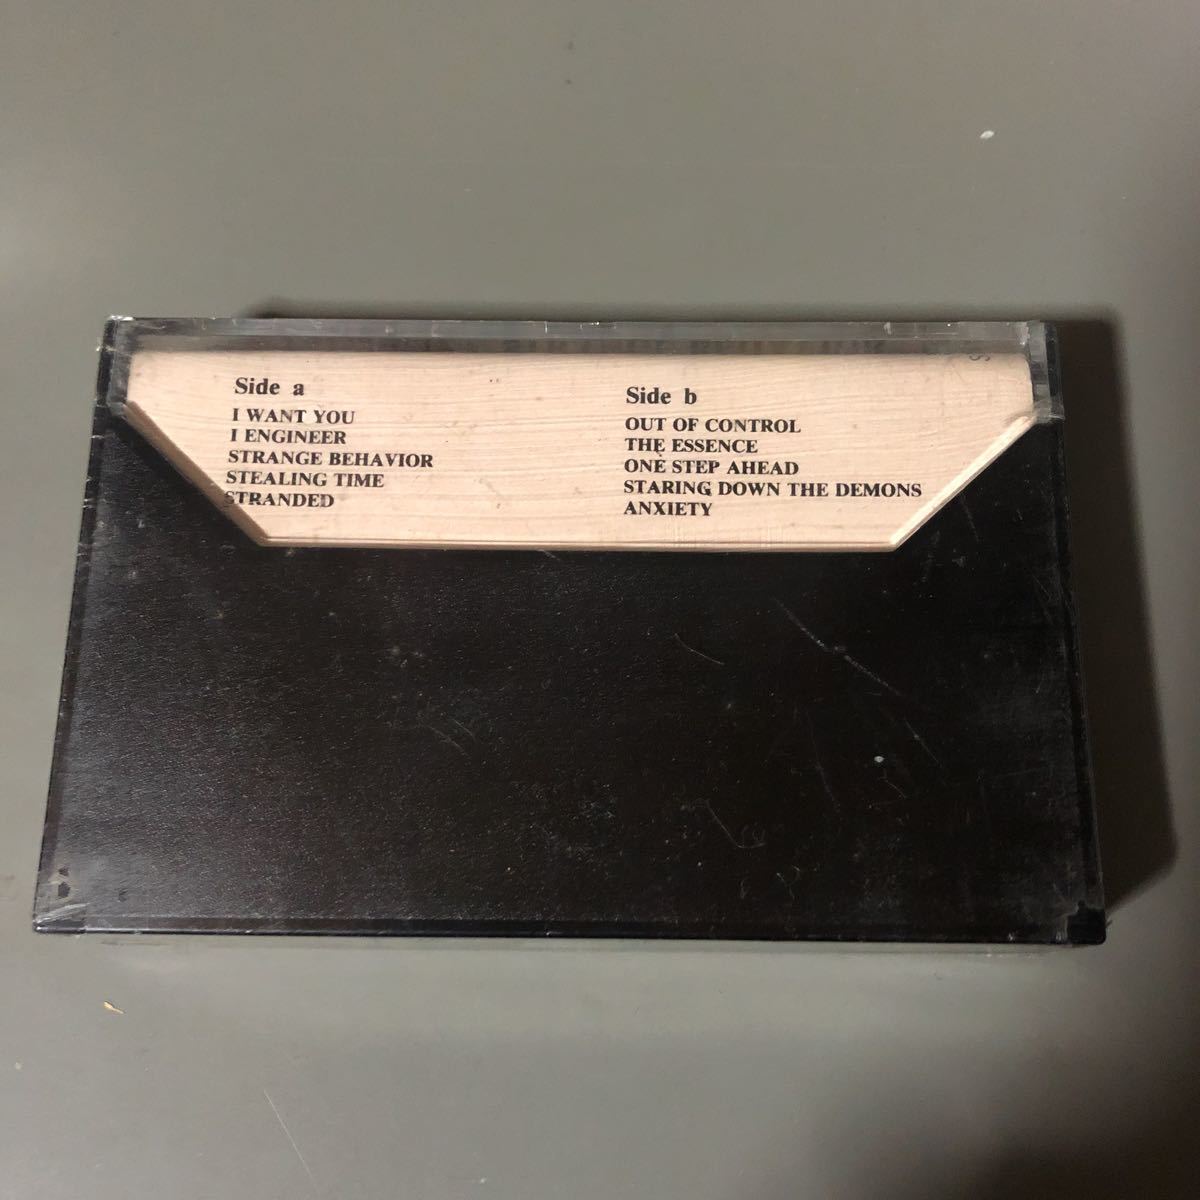 Side a
I WANT YOU
I ENGINEER
STRANGE BEHAVIOR
STEALING TIME
STRANDED
Side b
OUT OF CONTROL
THE ESSENCE
ONE STEP AHEAD
STARING DOWN THE DEMONS
ANXIETY
S